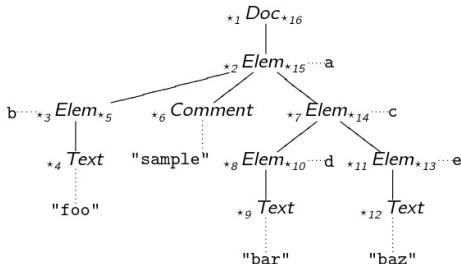 ⋆1 Doc⋆16
⋆2 Elem⋆15 a
b ⋆3 Elem⋆5 ⋆6 Comment ⋆7 Elem⋆14 c
⋆4 Text "sample" ⋆8 Elem⋆10 d ⋆11 Elem⋆13 e
"foo" ⋆9 Text ⋆12 Text
"bar" "baz"